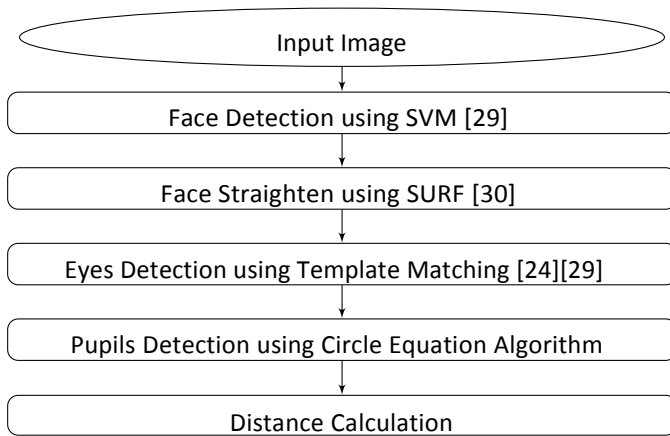 Input Image
Face Detection using SVM [29]
Face Straighten using SURF [30]
Eyes Detection using Template Matching [24][29]
Pupils Detection using Circle Equation Algorithm
Distance Calculation